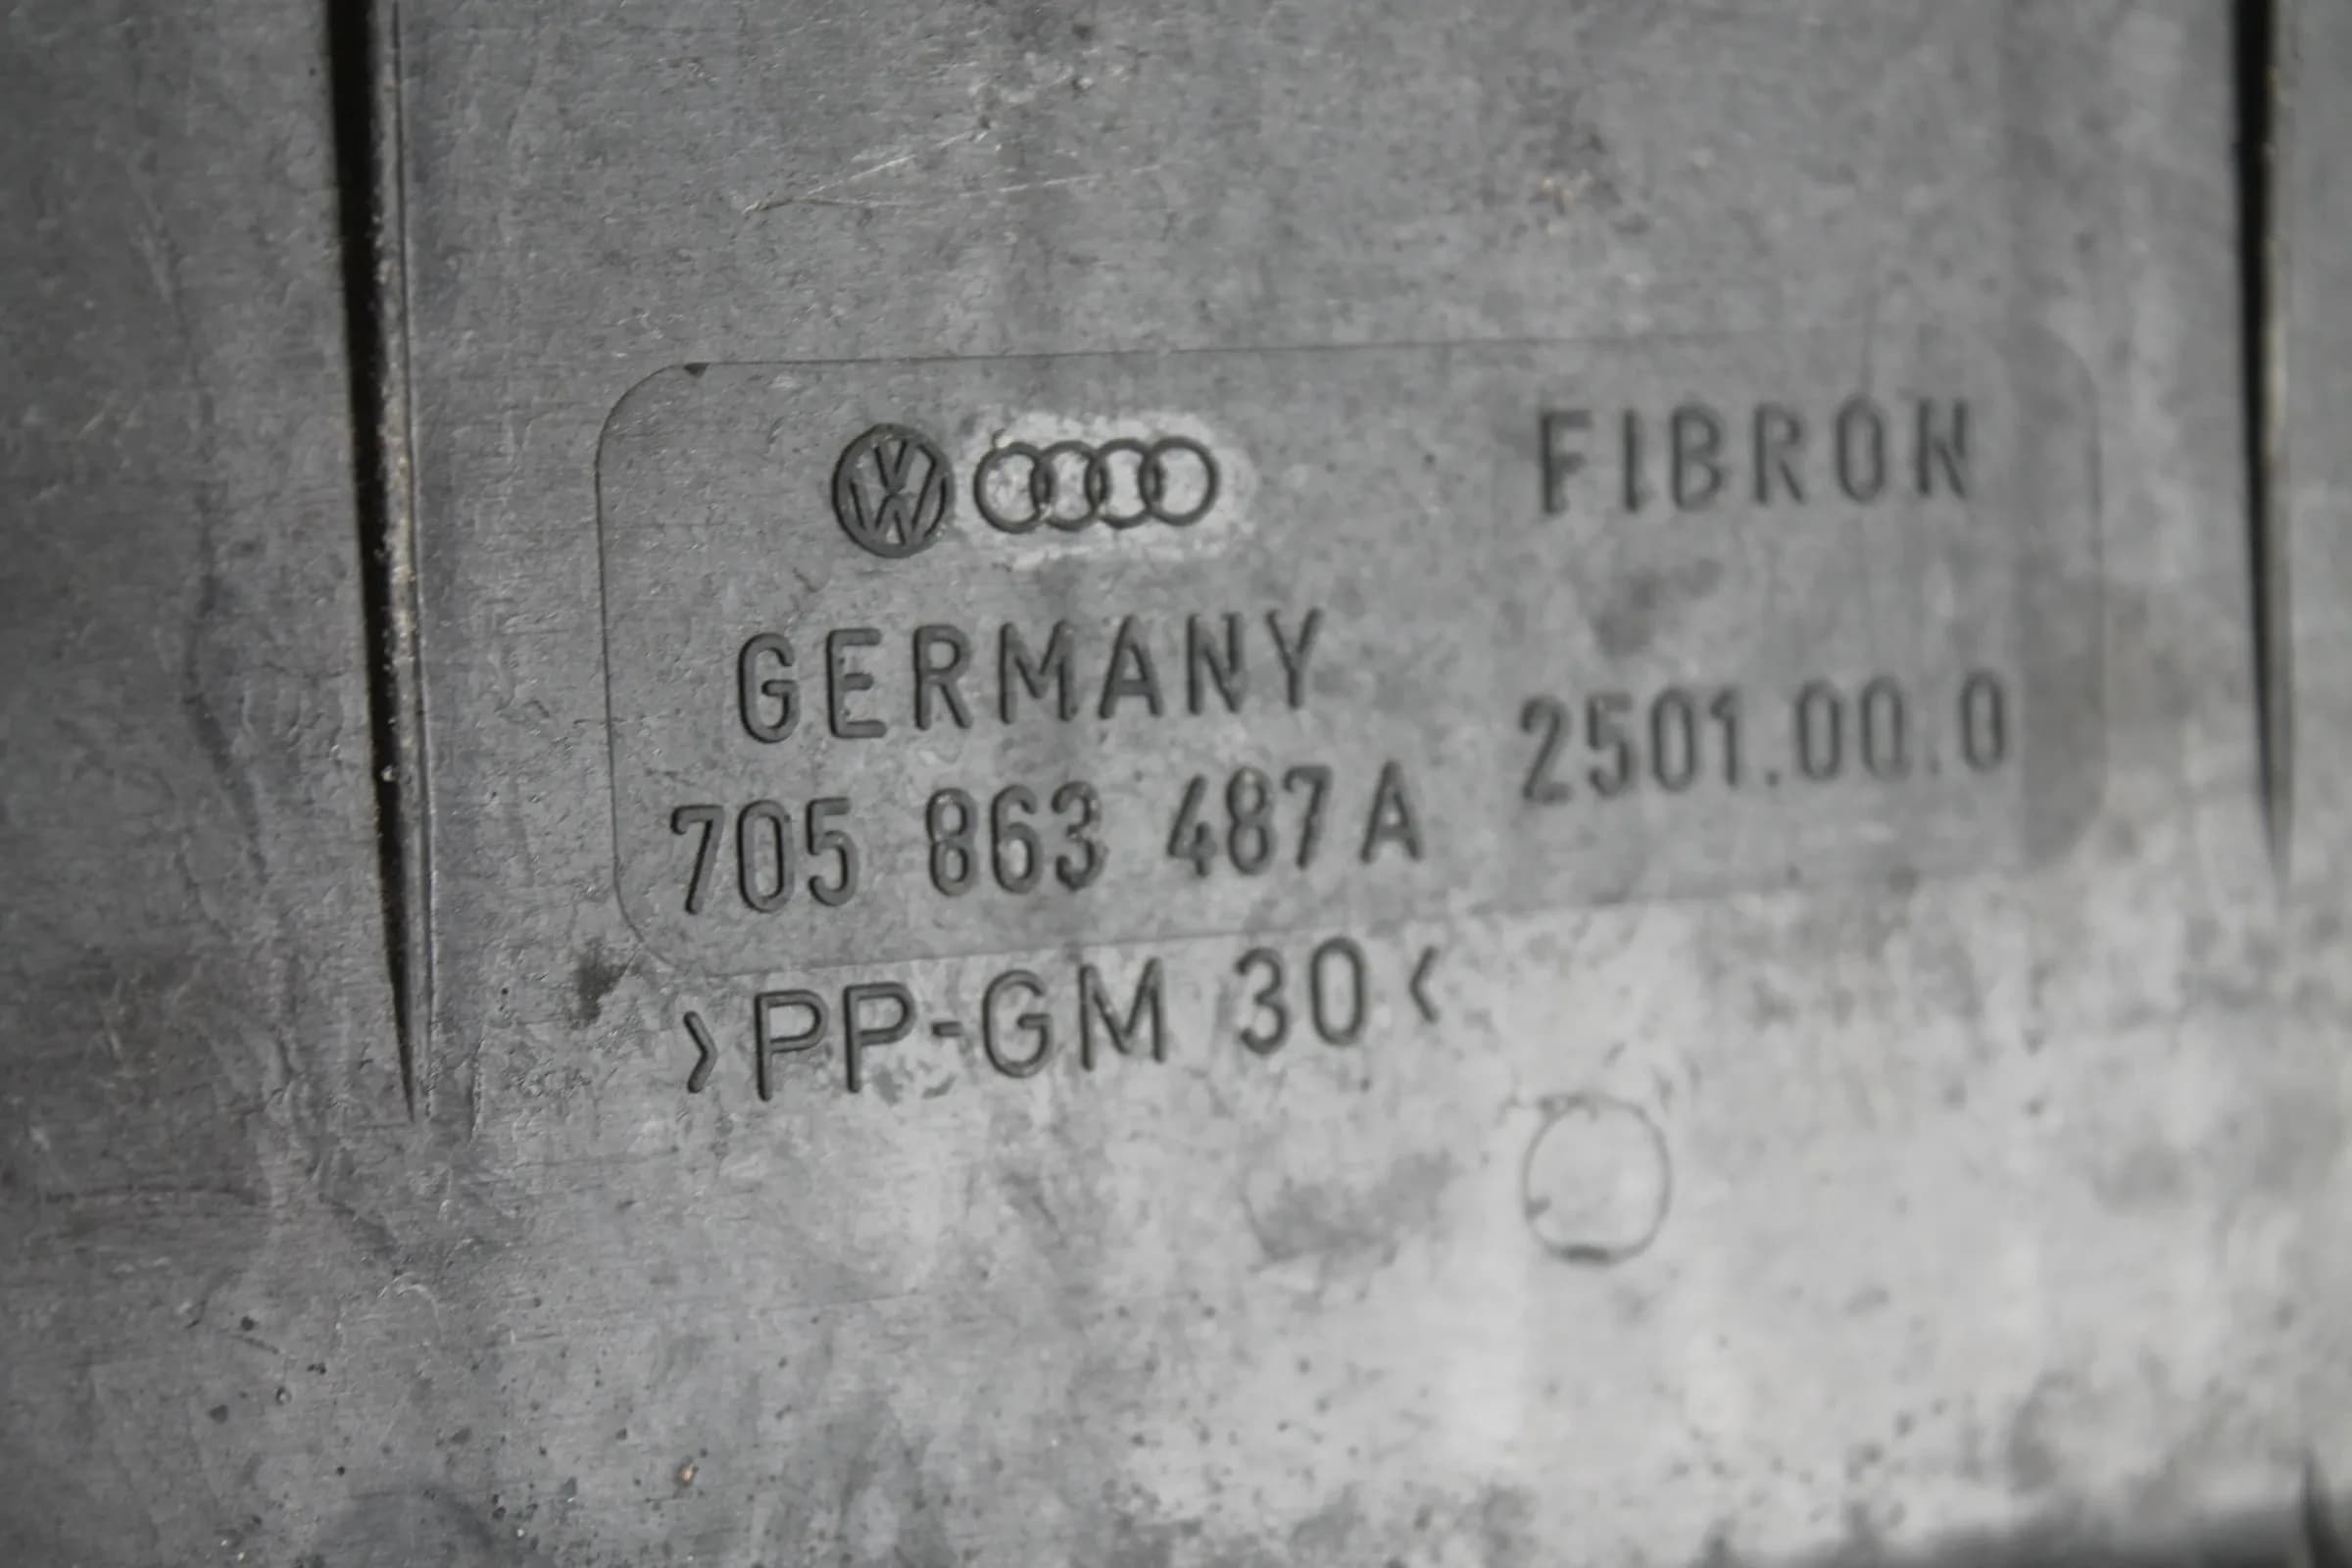 FIBRON
GERMANY
2501.00.0
705 863 487 A
>PP-GM 30<